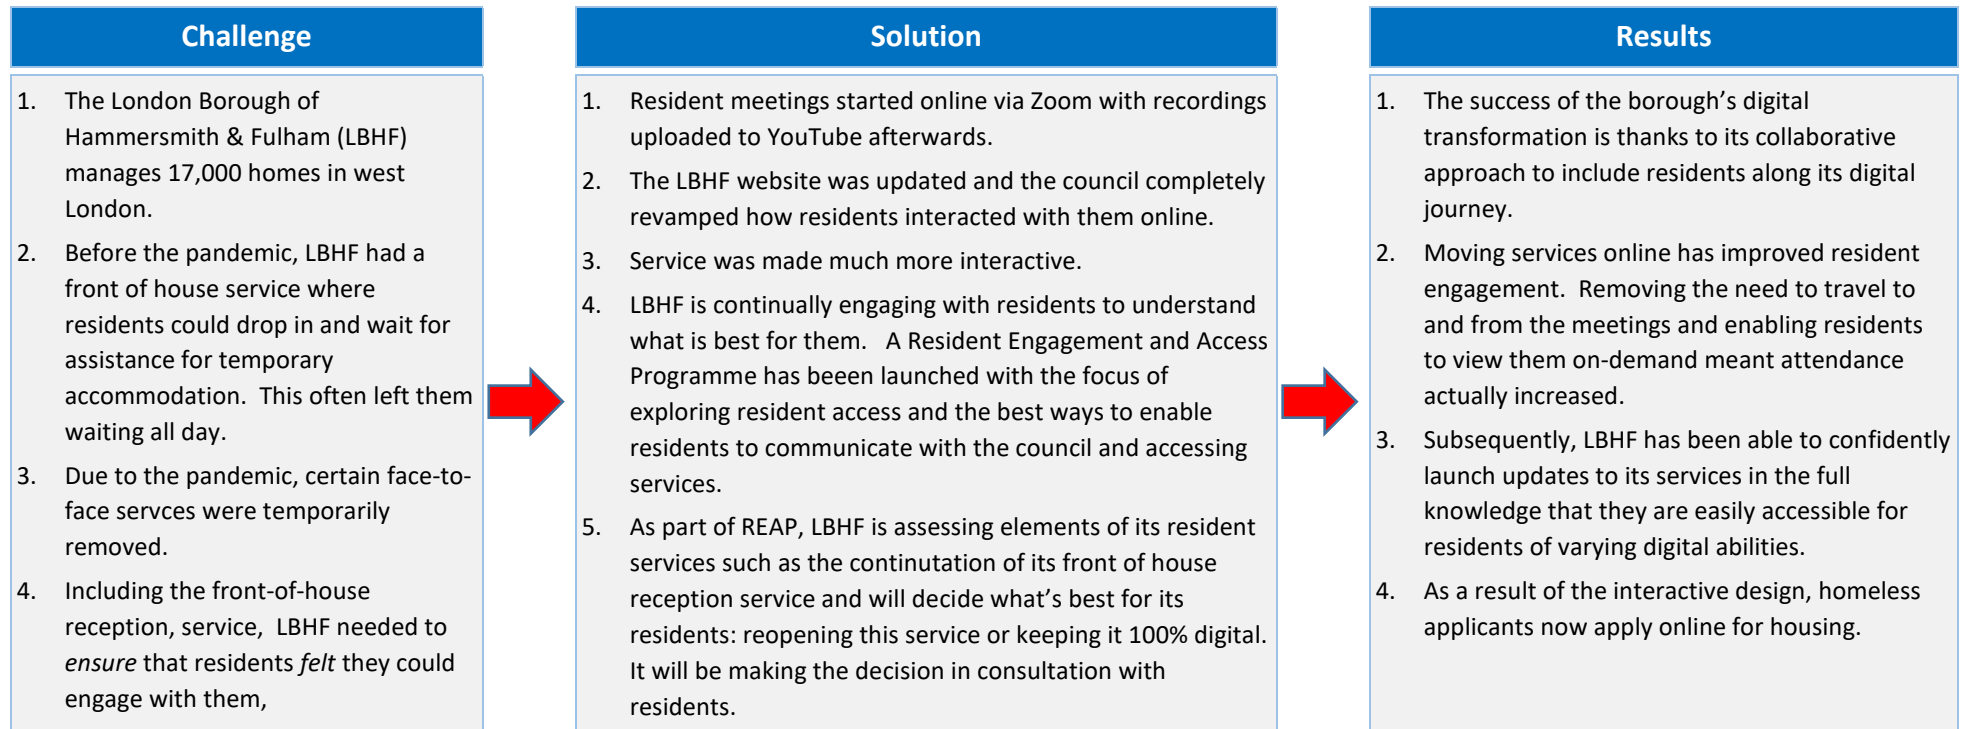 Challenge
1. The London Borough of
Hammersmith & Fulham (LBHF)
manages 17,000 homes in west
London.
2. Before the pandemic, LBHF had a
front of house service where
residents could drop in and wait for
assistance for temporary
accommodation.  This often left them
waiting all day.
3. Due to the pandemic, certain face-to-
face servces were temporarily
removed.
4. Including the front-of-house
reception, service,  LBHF needed to
ensure that residents felt they could
engage with them,
Solution
1. Resident meetings started online via Zoom with recordings
uploaded to YouTube afterwards.
2. The LBHF website was updated and the council completely
revamped how residents interacted with them online.
3. Service was made much more interactive.
4. LBHF is continually engaging with residents to understand
what is best for them.   A Resident Engagement and Access
Programme has beeen launched with the focus of
exploring resident access and the best ways to enable
residents to communicate with the council and accessing
services.
5. As part of REAP, LBHF is assessing elements of its resident
services such as the continutation of its front of house
reception service and will decide what’s best for its
residents: reopening this service or keeping it 100% digital.
It will be making the decision in consultation with
residents.
Results
1. The success of the borough’s digital
transformation is thanks to its collaborative
approach to include residents along its digital
journey.
2. Moving services online has improved resident
engagement.  Removing the need to travel to
and from the meetings and enabling residents
to view them on-demand meant attendance
actually increased.
3. Subsequently, LBHF has been able to confidently
launch updates to its services in the full
knowledge that they are easily accessible for
residents of varying digital abilities.
4. As a result of the interactive design, homeless
applicants now apply online for housing.